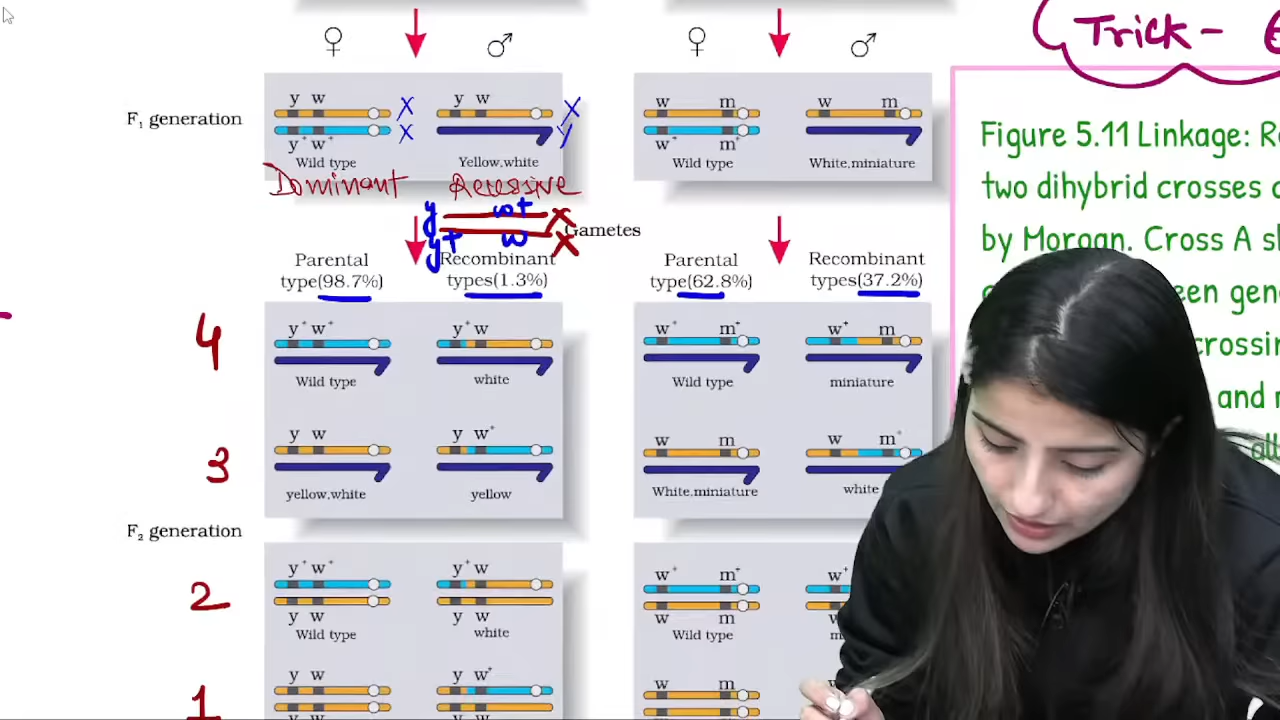 Trick-
♀ ♂ ♀ ♂
y w X
F₁ generation
y⁺ w⁺ X
Wild type
Dominant
y w X
y
Yellow,white
Recessive
w m
w⁺ m⁺
Wild type
w m
White,miniature
y w+ X
y+ w X
Gametes
Parental
type(98.7%)
Recombinant
types(1.3%)
Parental
type(62.8%)
Recombinant
types(37.2%)
4
y⁺ w⁺
Wild type
y⁺ w
white
w⁺ m⁺
Wild type
w⁺ m
miniature
3
y w
yellow,white
y w⁺
yellow
w m
White,miniature
w m⁺
white
F₂ generation
2
y⁺ w⁺
y w
Wild type
y⁺ w
y w
white
w⁺ m⁺
w m
Wild type
w⁺
1
y w
y w⁺
w m
Figure 5.11 Linkage:
two dihybrid crosses
by Morgan. Cross A
and